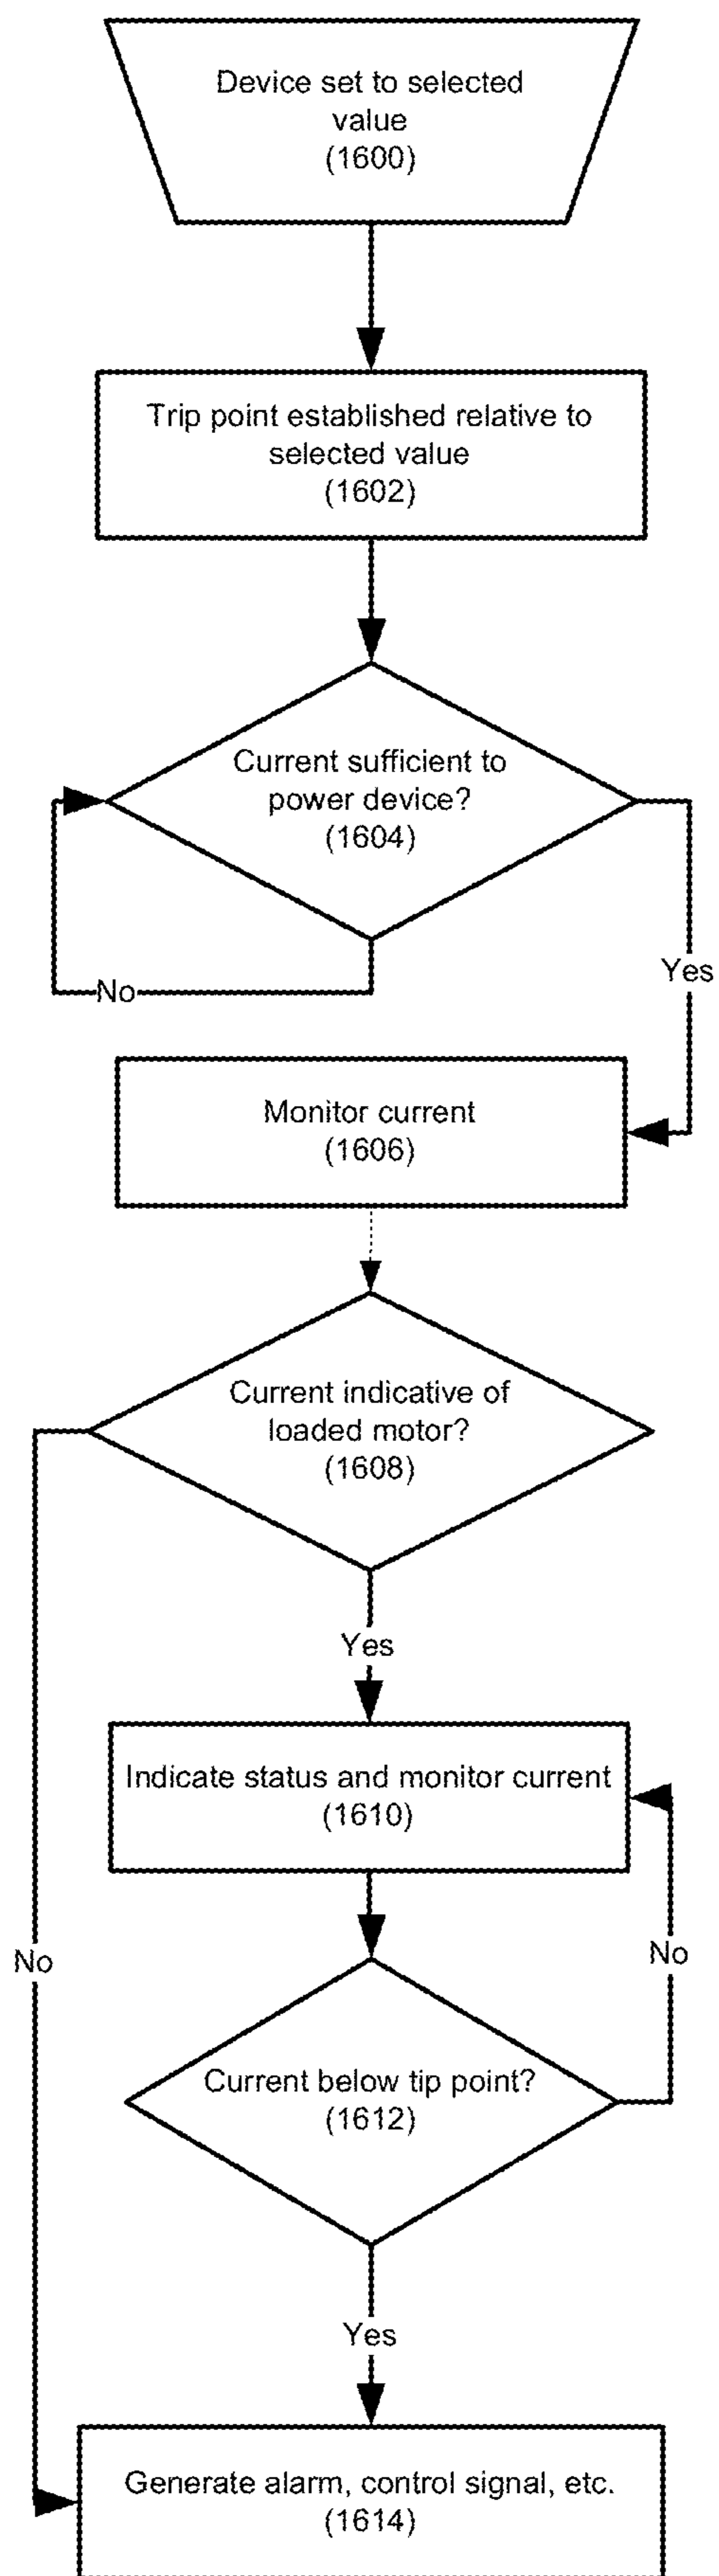 Device set to selected
value
(1600)
Trip point established relative to
selected value
(1602)
Current sufficient to
power device?
(1604)
Yes
No
Monitor current
(1606)
Current indicative of
loaded motor?
(1608)
Yes
Indicate status and monitor current
(1610)
No
No
Current below tip point?
(1612)
Yes
Generate alarm, control signal, etc.
(1614)